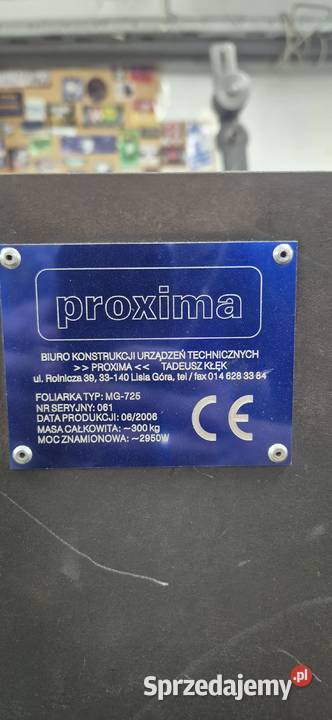 proxima
BIURO KONSTRUKCJI URZĄDZEŃ TECHNICZNYCH
>> PROXIMA << TADEUSZ KŁĘK
ul. Rolnicza 39, 33-140 Lisia Góra, tel / fax 014 628 33 84
FOLIARKA TYP: MG-725
NR SERYJNY: 061
DATA PRODUKCJI: 06/2006
MASA CAŁKOWITA: ~300 kg
MOC ZNAMIONOWA: ~2950W
CE
Sprzedajemy.pl